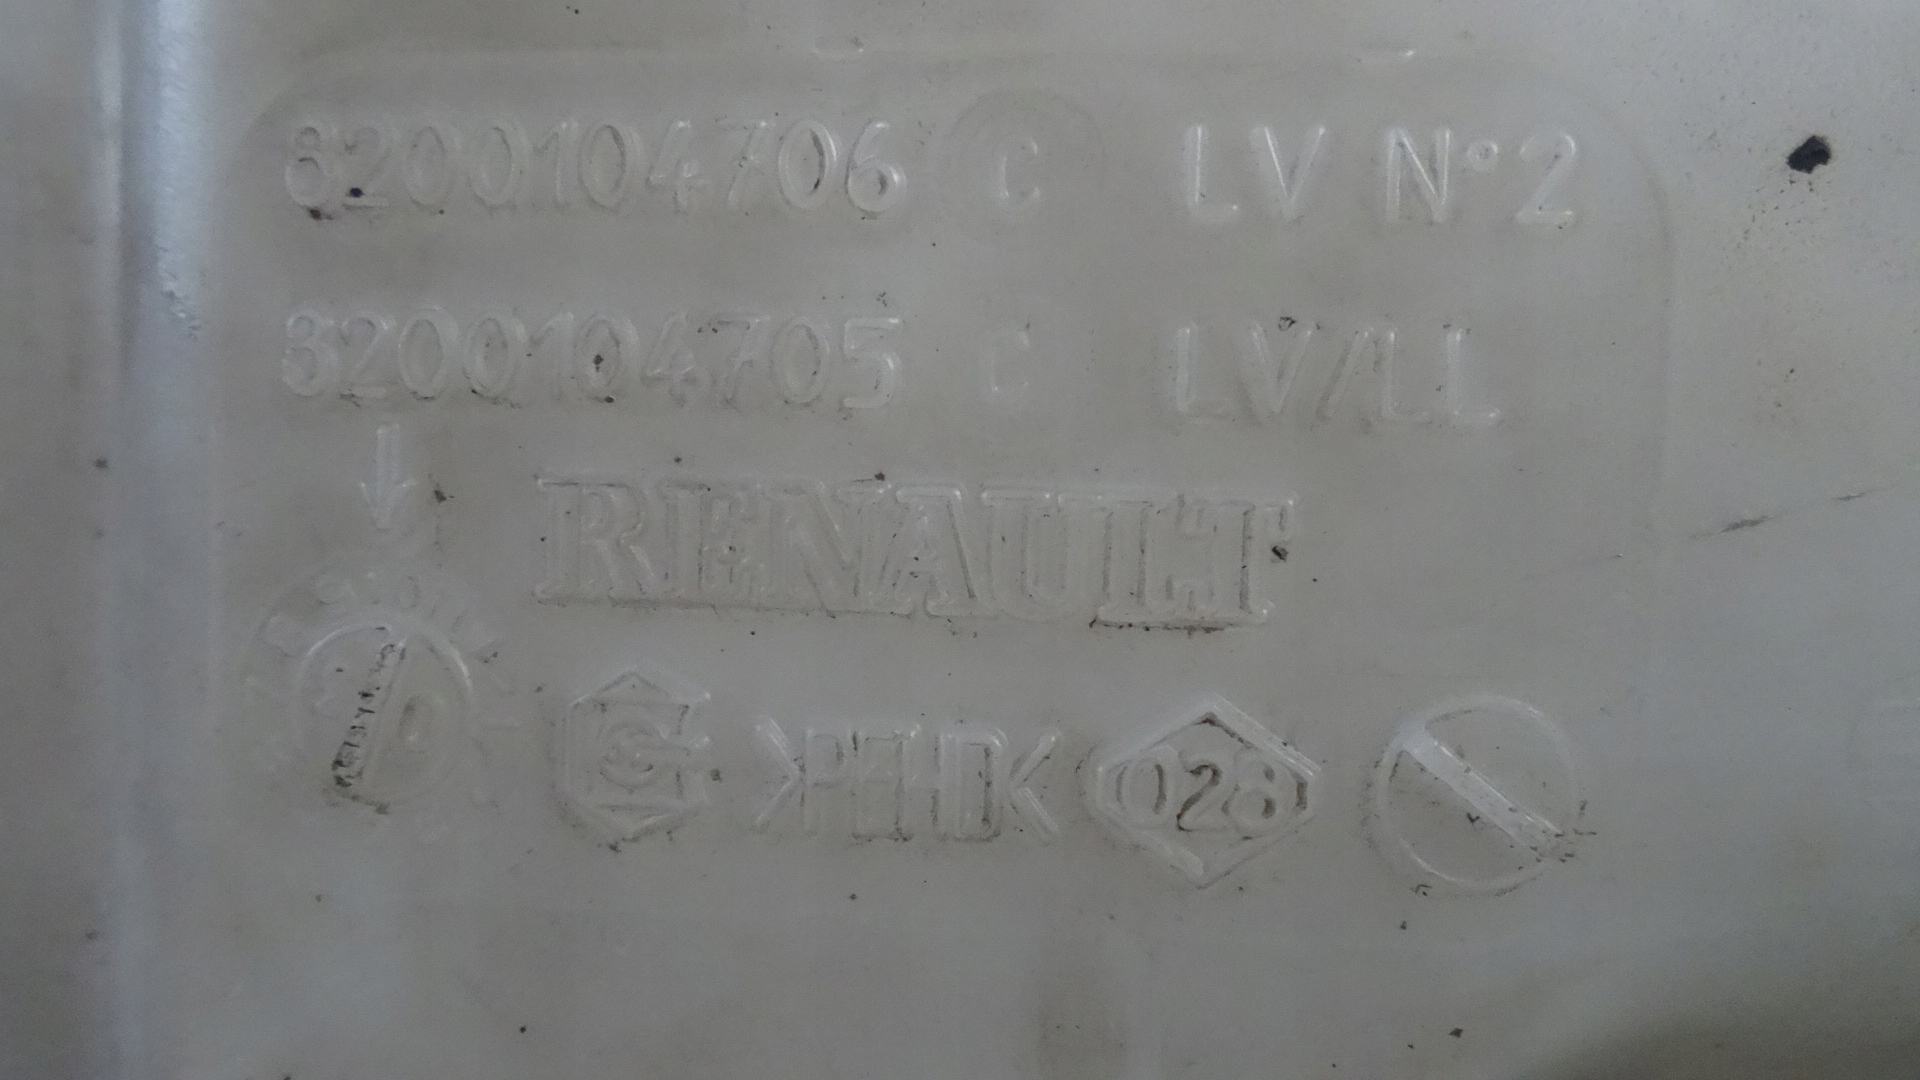 8200104706 C LV N°2
8200104705 C LV/LL
RENAULT
>PEHD< 028